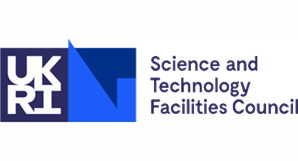 UK
RI
Science and
Technology
Facilities Council